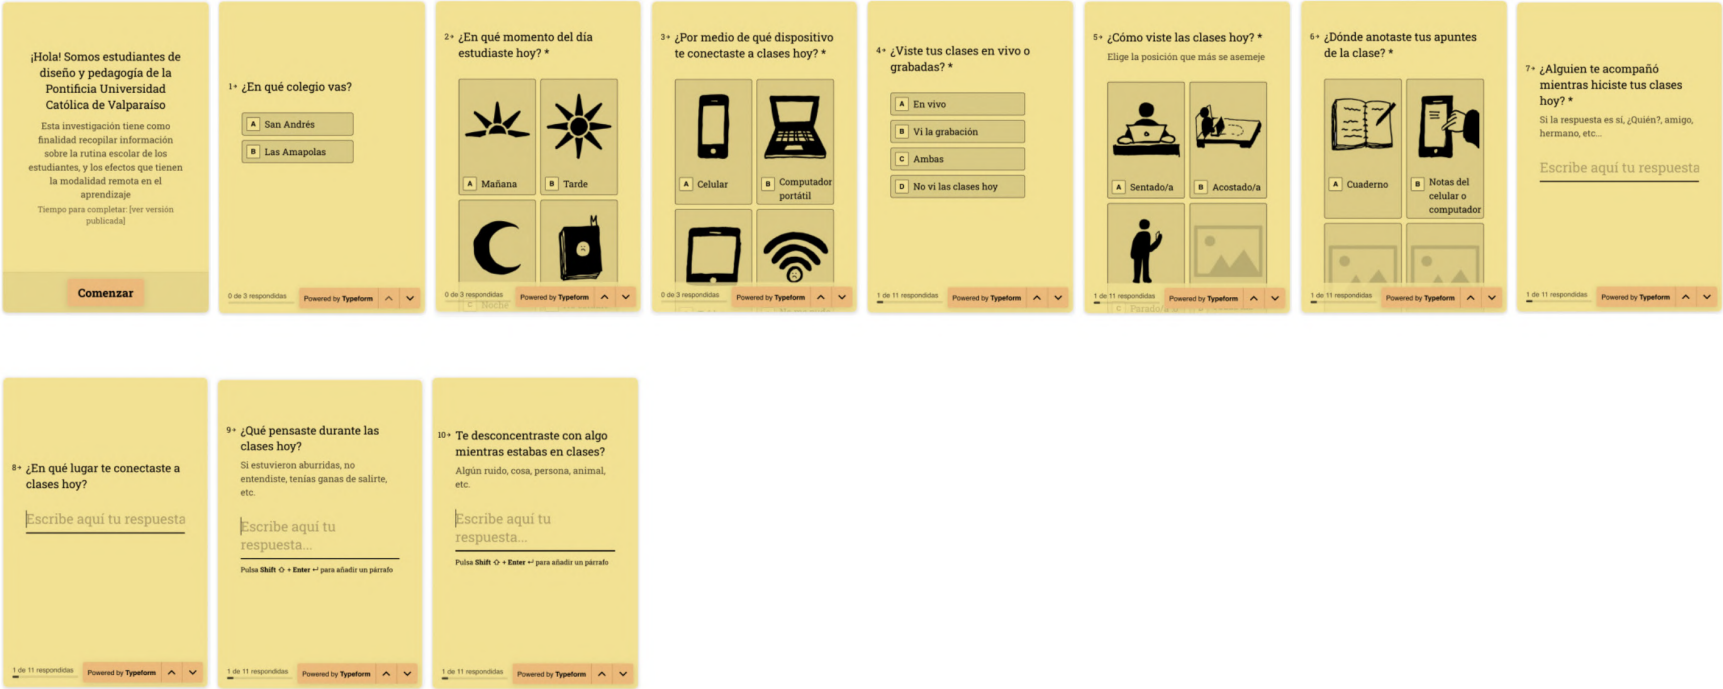 ¡Hola! Somos estudiantes de
diseño y pedagogía de la
Pontificia Universidad
Católica de Valparaíso
Esta investigación tiene como
finalidad recopilar información
sobre la rutina escolar de los
estudiantes, y los efectos que tienen
la modalidad remota en el
aprendizaje
Tiempo para completar: [ver versión
publicada]
Comenzar
1→ ¿En qué colegio vas?
A San Andrés
B Las Amapolas
0 de 3 respondidas
Powered by Typeform
2→ ¿En qué momento del día
estudiaste hoy? *
A Mañana
B Tarde
C Noche
0 de 3 respondidas
Powered by Typeform
3→ ¿Por medio de qué dispositivo
te conectaste a clases hoy? *
A Celular
B Computador
portátil
0 de 3 respondidas
Powered by Typeform
4→ ¿Viste tus clases en vivo o
grabadas? *
A En vivo
B Vi la grabación
C Ambas
D No vi las clases hoy
1 de 11 respondidas
Powered by Typeform
5→ ¿Cómo viste las clases hoy? *
Elige la posición que más se asemeje
A Sentado/a
B Acostado/a
C Parado/a
1 de 11 respondidas
Powered by Typeform
6→ ¿Dónde anotaste tus apuntes
de la clase? *
A Cuaderno
B Notas del
celular o
computador
1 de 11 respondidas
Powered by Typeform
7→ ¿Alguien te acompañó
mientras hiciste tus clases
hoy? *
Si la respuesta es si, ¿Quién?, amigo,
hermano, etc...
Escribe aquí tu respuesta
1 de 11 respondidas
Powered by Typeform
8→ ¿En qué lugar te conectaste a
clases hoy?
Escribe aquí tu respuesta
1 de 11 respondidas
Powered by Typeform
9→ ¿Qué pensaste durante las
clases hoy?
Si estuvieron aburridas, no
entendiste, tenías ganas de salirte,
etc.
Escribe aquí tu
respuesta...
Pulsa Shift ⇧ + Enter ↵ para añadir un párrafo
1 de 11 respondidas
Powered by Typeform
10→ Te desconcentraste con algo
mientras estabas en clases?
Algún ruido, cosa, persona, animal,
etc.
Escribe aquí tu
respuesta...
Pulsa Shift ⇧ + Enter ↵ para añadir un párrafo
1 de 11 respondidas
Powered by Typeform